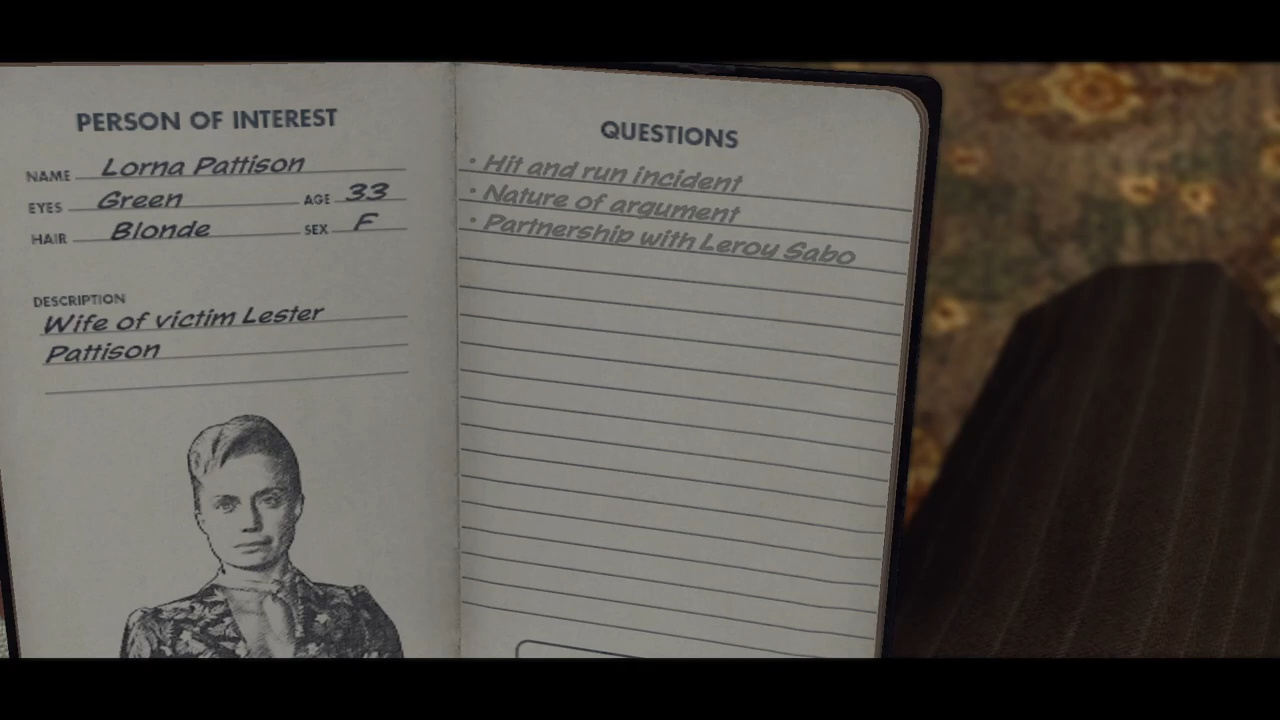 PERSON OF INTEREST
NAME Lorna Pattison
EYES Green AGE 33
HAIR Blonde SEX F
DESCRIPTION
Wife of victim Lester
Pattison
QUESTIONS
• Hit and run incident
• Nature of argument
• Partnership with Leroy Sabo